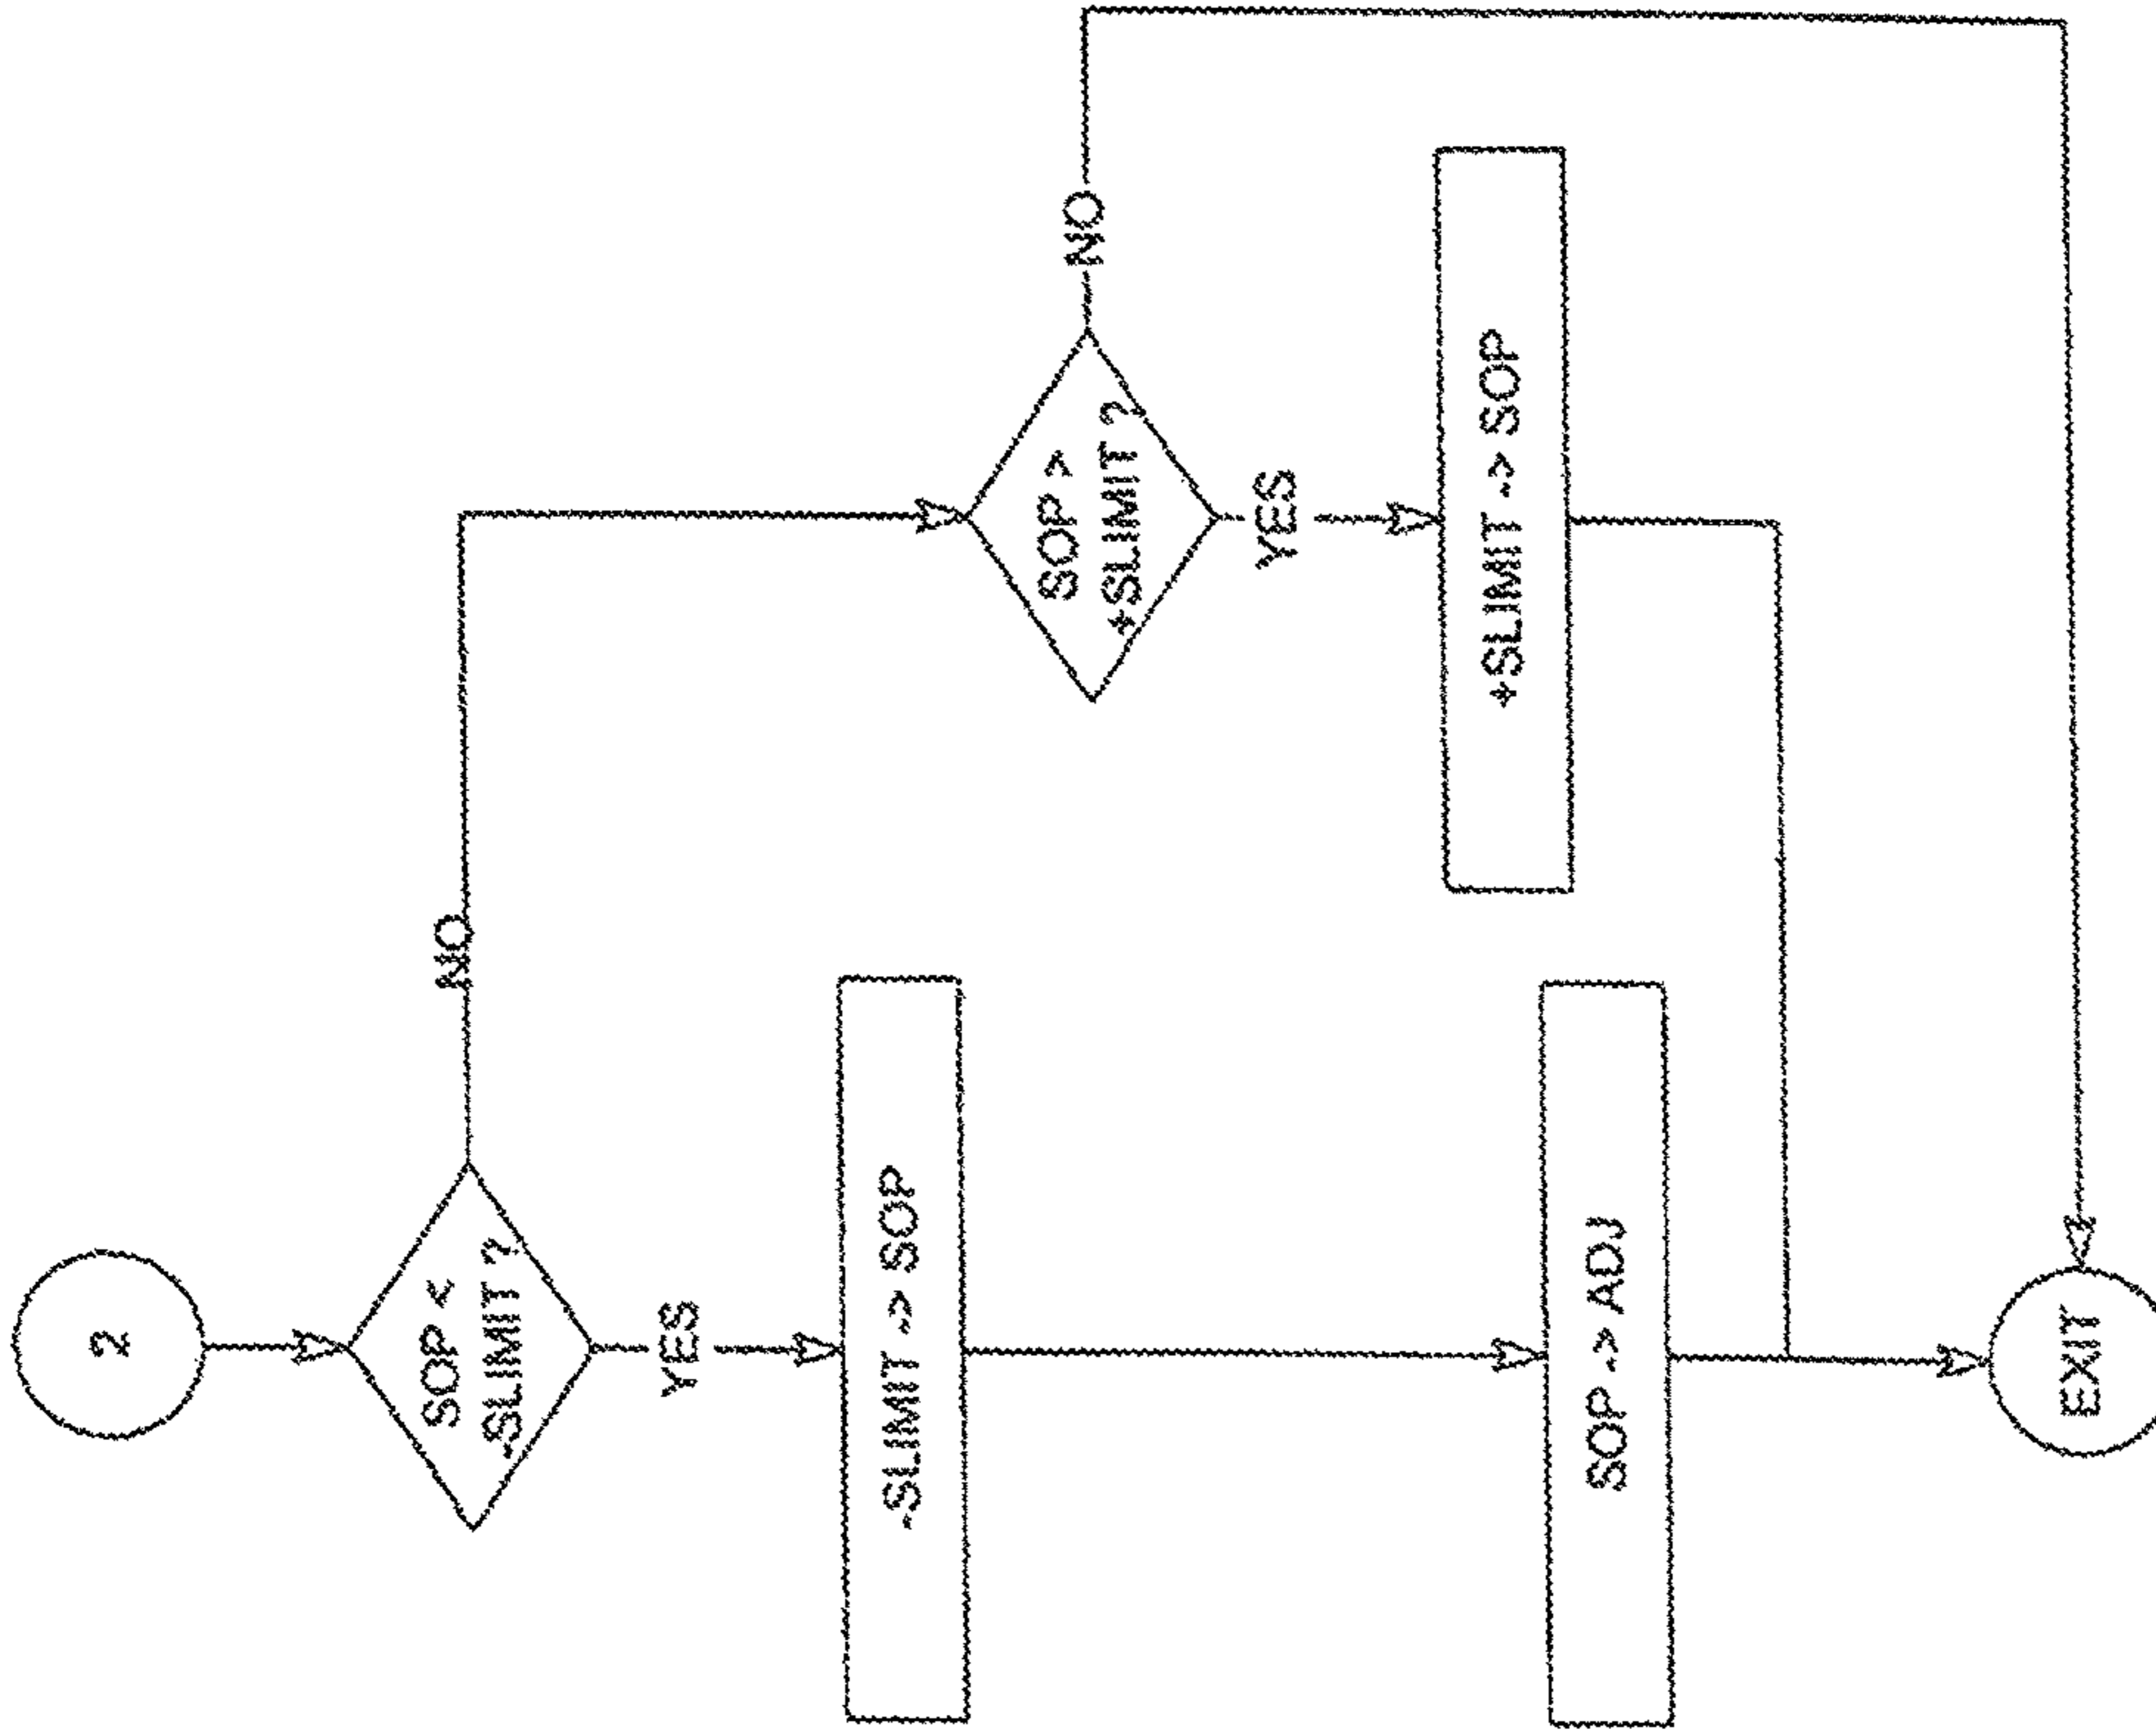 2
SOP <
-SLIMIT ?
NO
YES
-SLIMIT -> SOP
SOP >
+SLIMIT ?
NO
YES
+SLIMIT -> SOP
SOP -> ADJ
EXIT